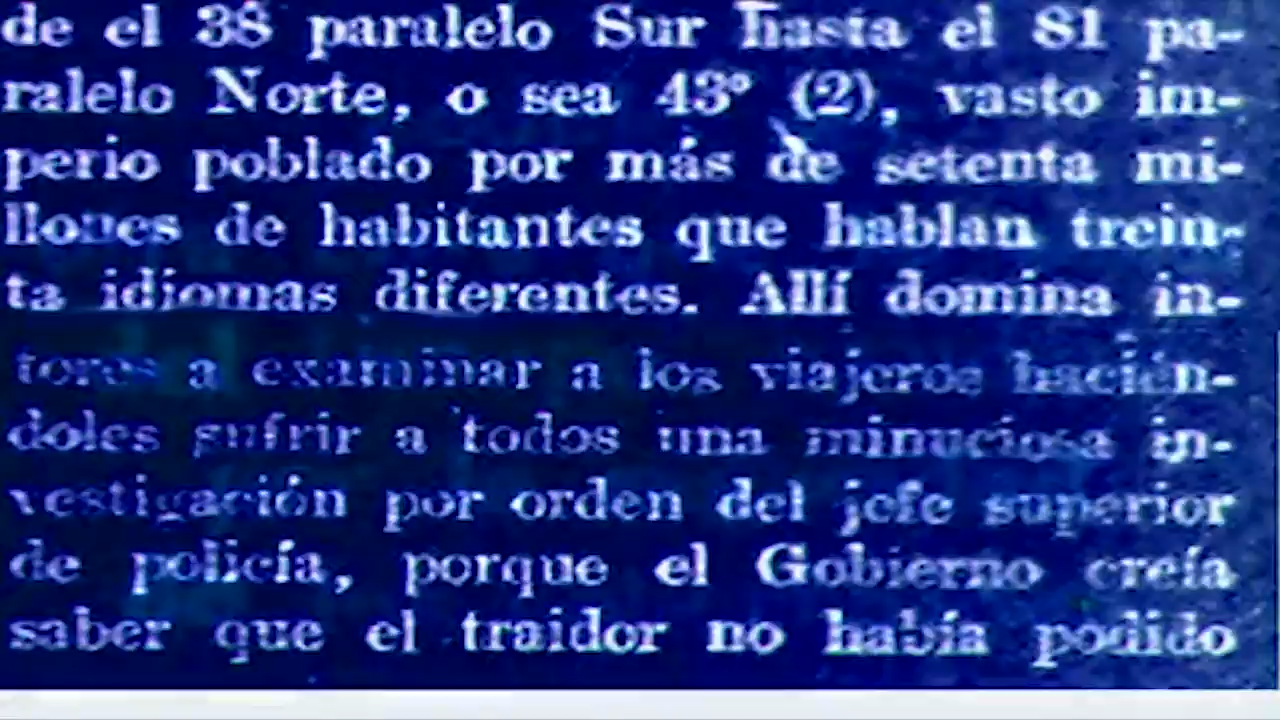 de el 38 paralelo Sur hasta el 81 pa-
ralelo Norte, o sea 43º (2), vasto im-
perio poblado por más de setenta mi-
llones de habitantes que hablan trein-
ta idiomas diferentes. Allí domina in-
tores a examinar a los viajeros hacién-
doles sufrir a todos una minuciosa in-
vestigación por orden del jefe superior
de policía, porque el Gobierno creía
saber que el traidor no había podido